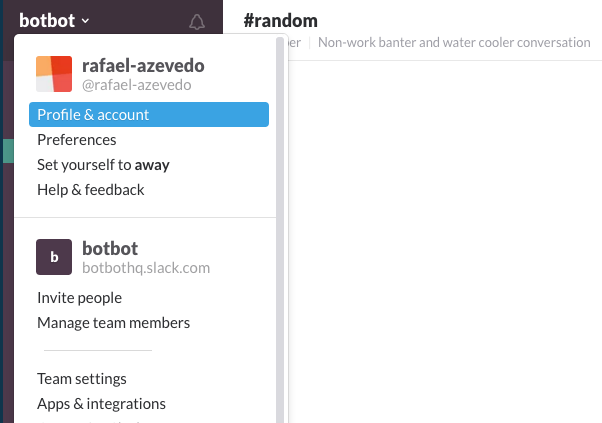 botbot
#random
ber | Non-work banter and water cooler conversation
rafael-azevedo
@rafael-azevedo
Profile & account
Preferences
Set yourself to away
Help & feedback
b
botbot
botbothq.slack.com
Invite people
Manage team members
Team settings
Apps & integrations